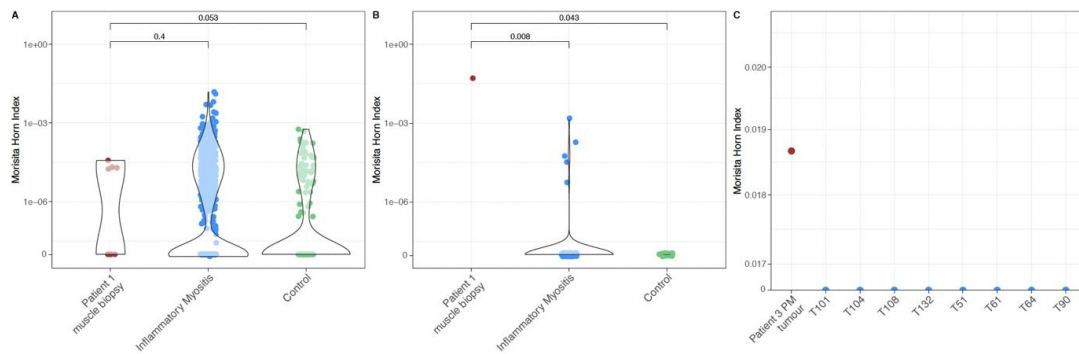 A
0.053
0.4
1e+00
1e-03
1e-06
0
Morisita Horn Index
Patient 1
muscle biopsy
Inflammatory Myositis
Control
B
0.043
0.008
1e+00
1e-03
1e-06
0
Morisita Horn Index
Patient 1
muscle biopsy
Inflammatory Myositis
Control
C
0.020
0.019
0.018
0.017
0
Morisita Horn Index
Patient 3 PM
tumour
T101
T104
T108
T132
T51
T61
T64
T90